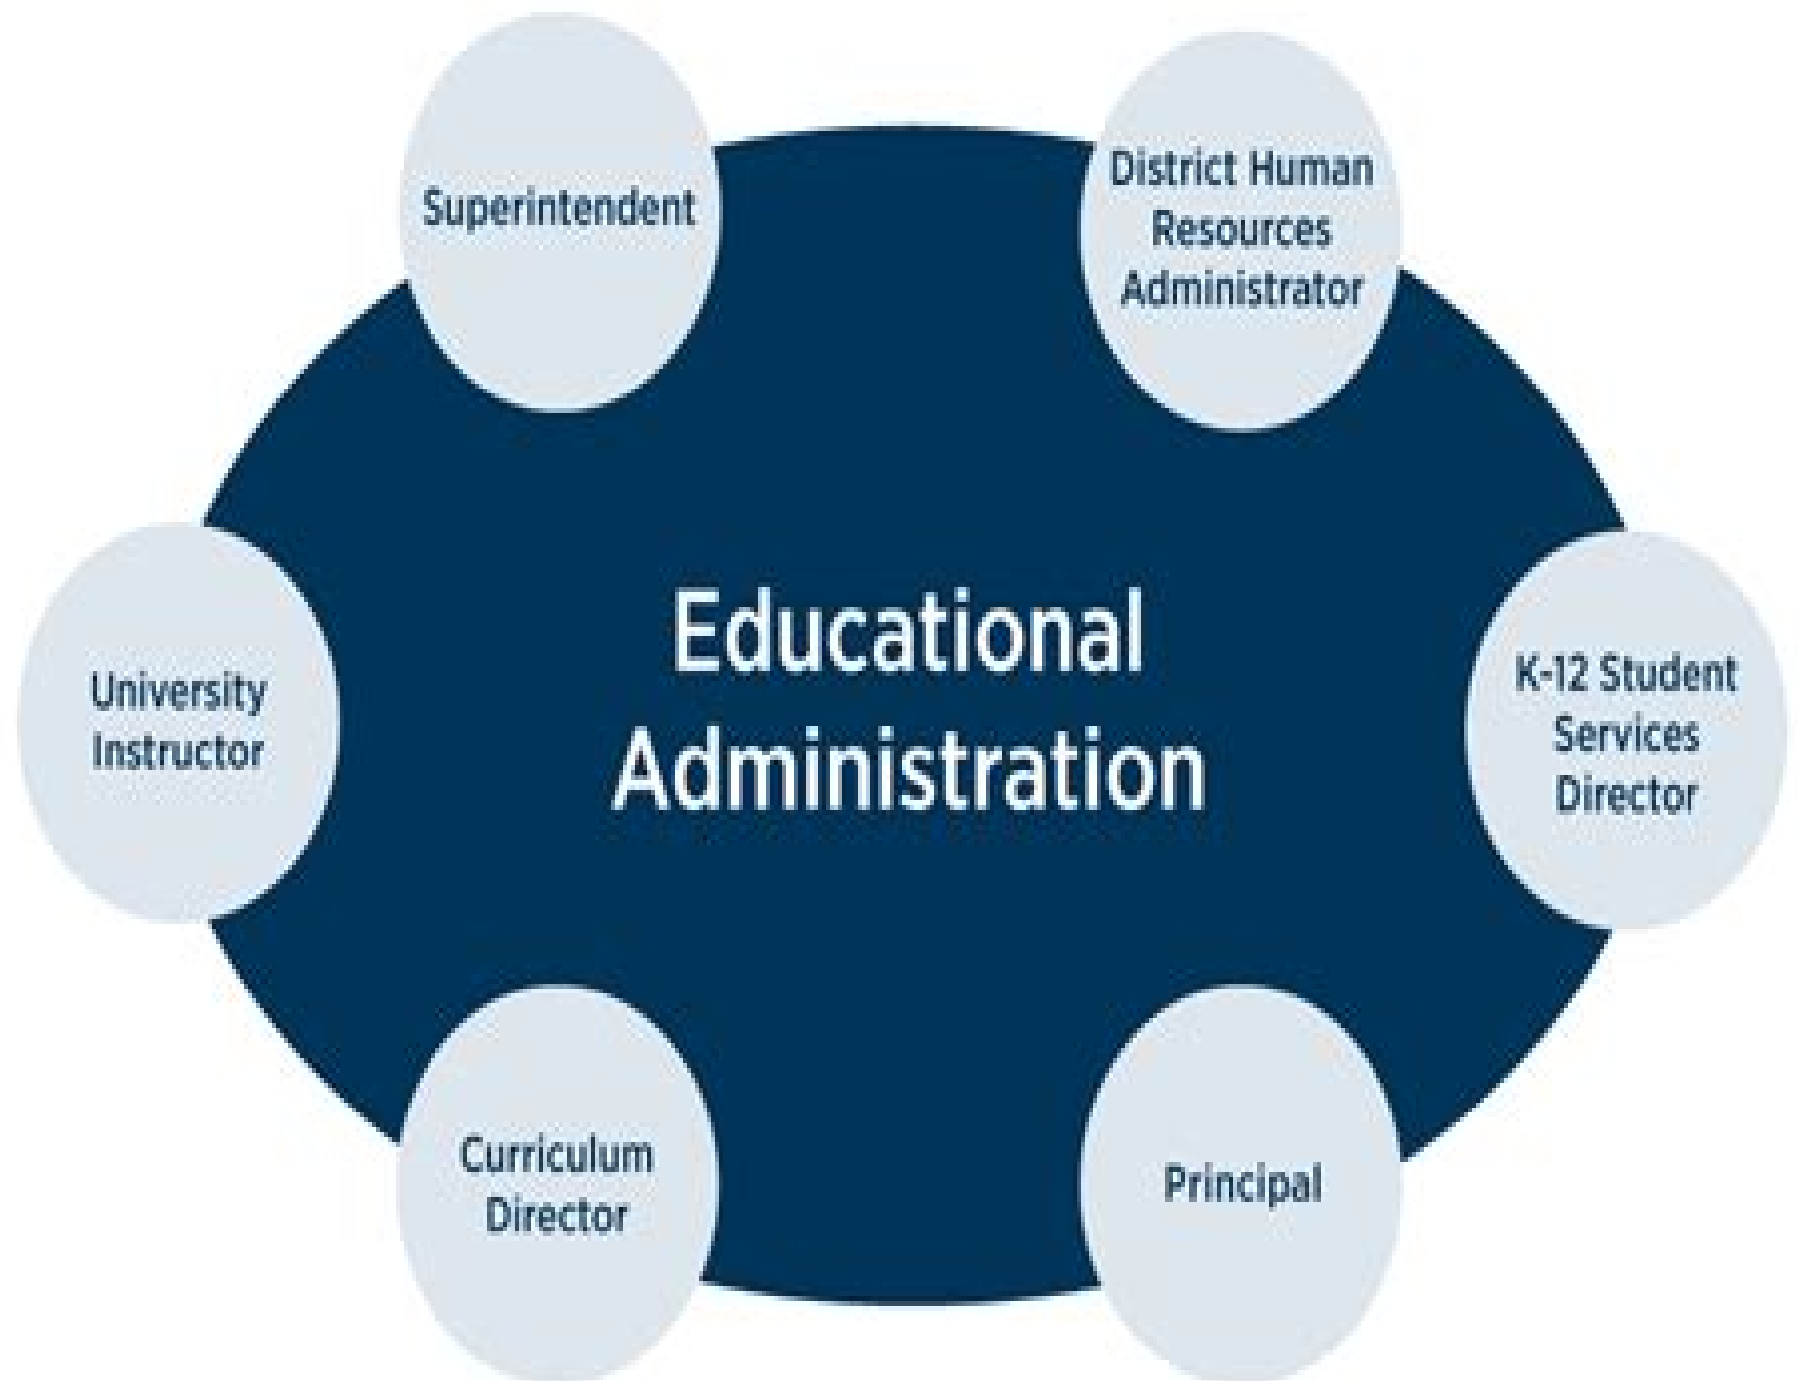 Superintendent
District Human
Resources
Administrator
University
Instructor
Educational
Administration
K-12 Student
Services
Director
Curriculum
Director
Principal